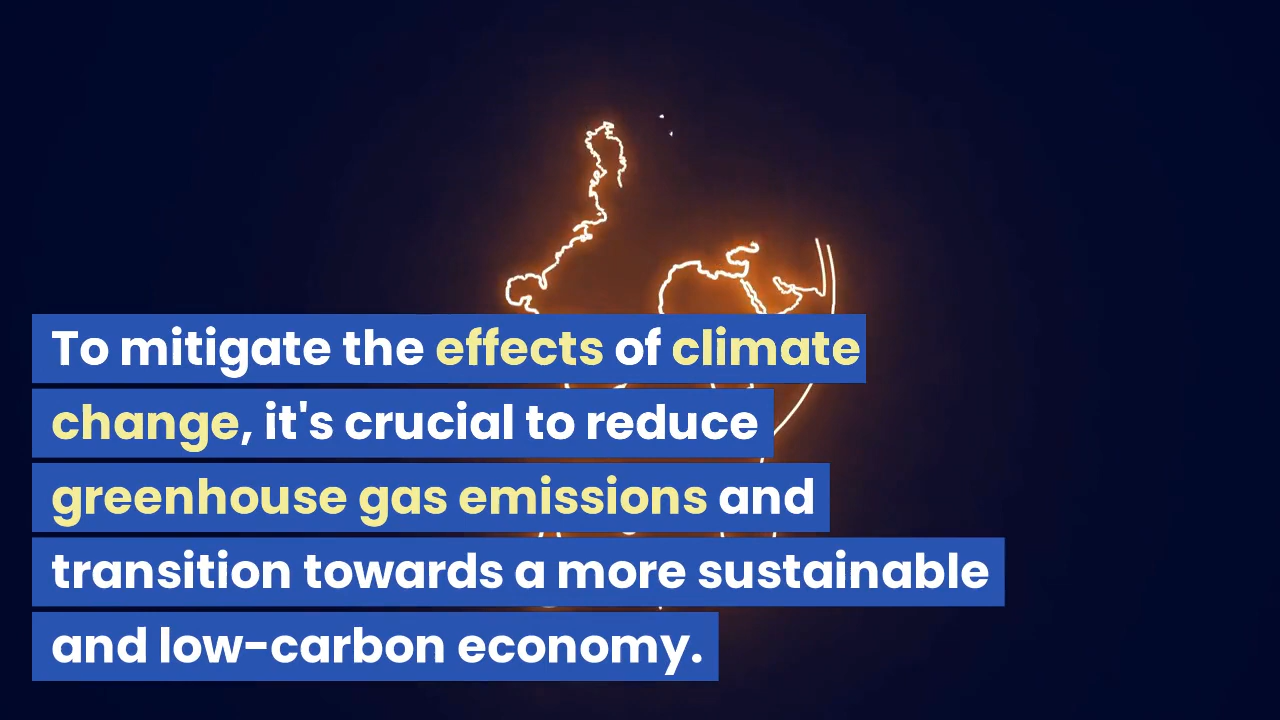 To mitigate the effects of climate
change, it's crucial to reduce
greenhouse gas emissions and
transition towards a more sustainable
and low-carbon economy.